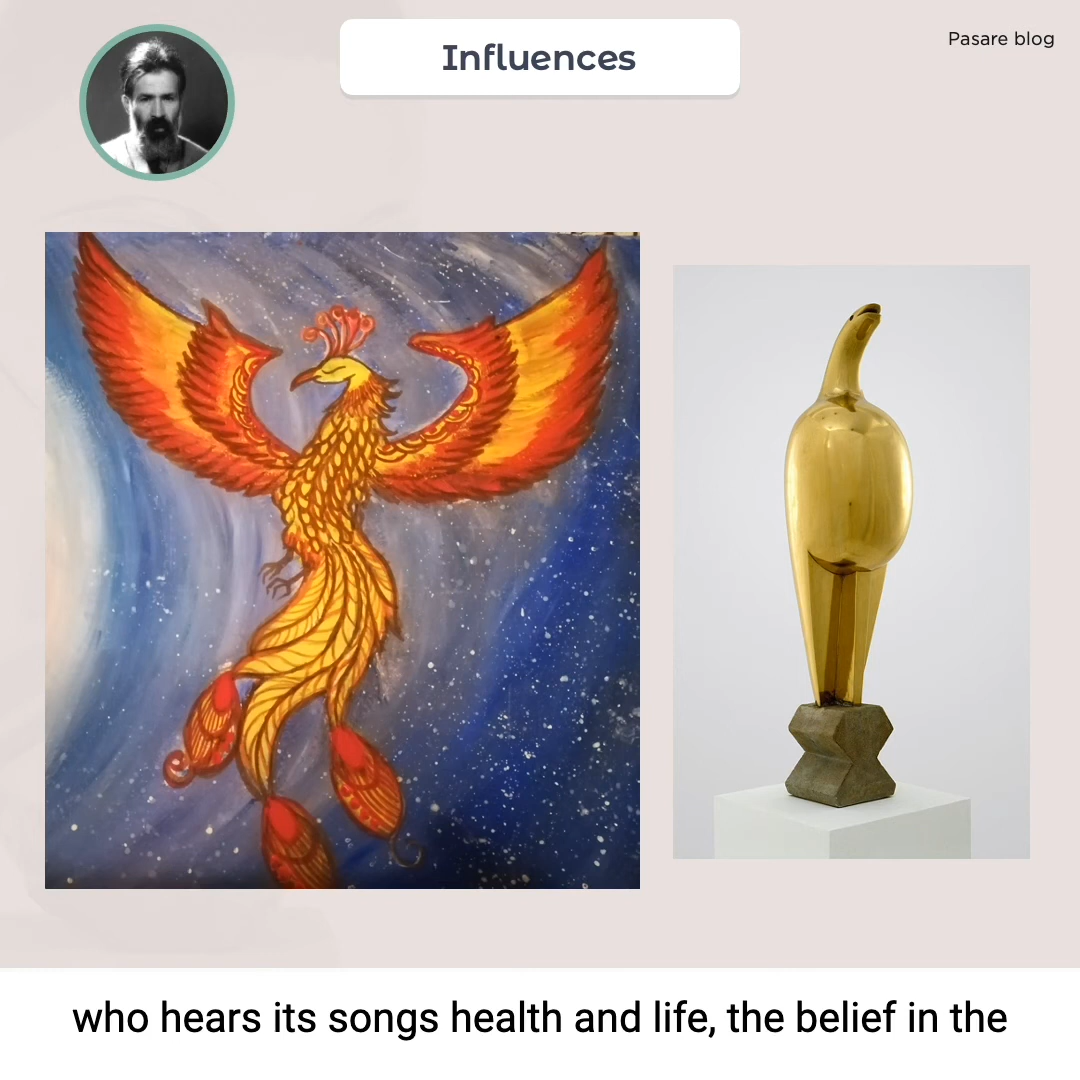 Influences
Pasare blog
who hears its songs health and life, the belief in the